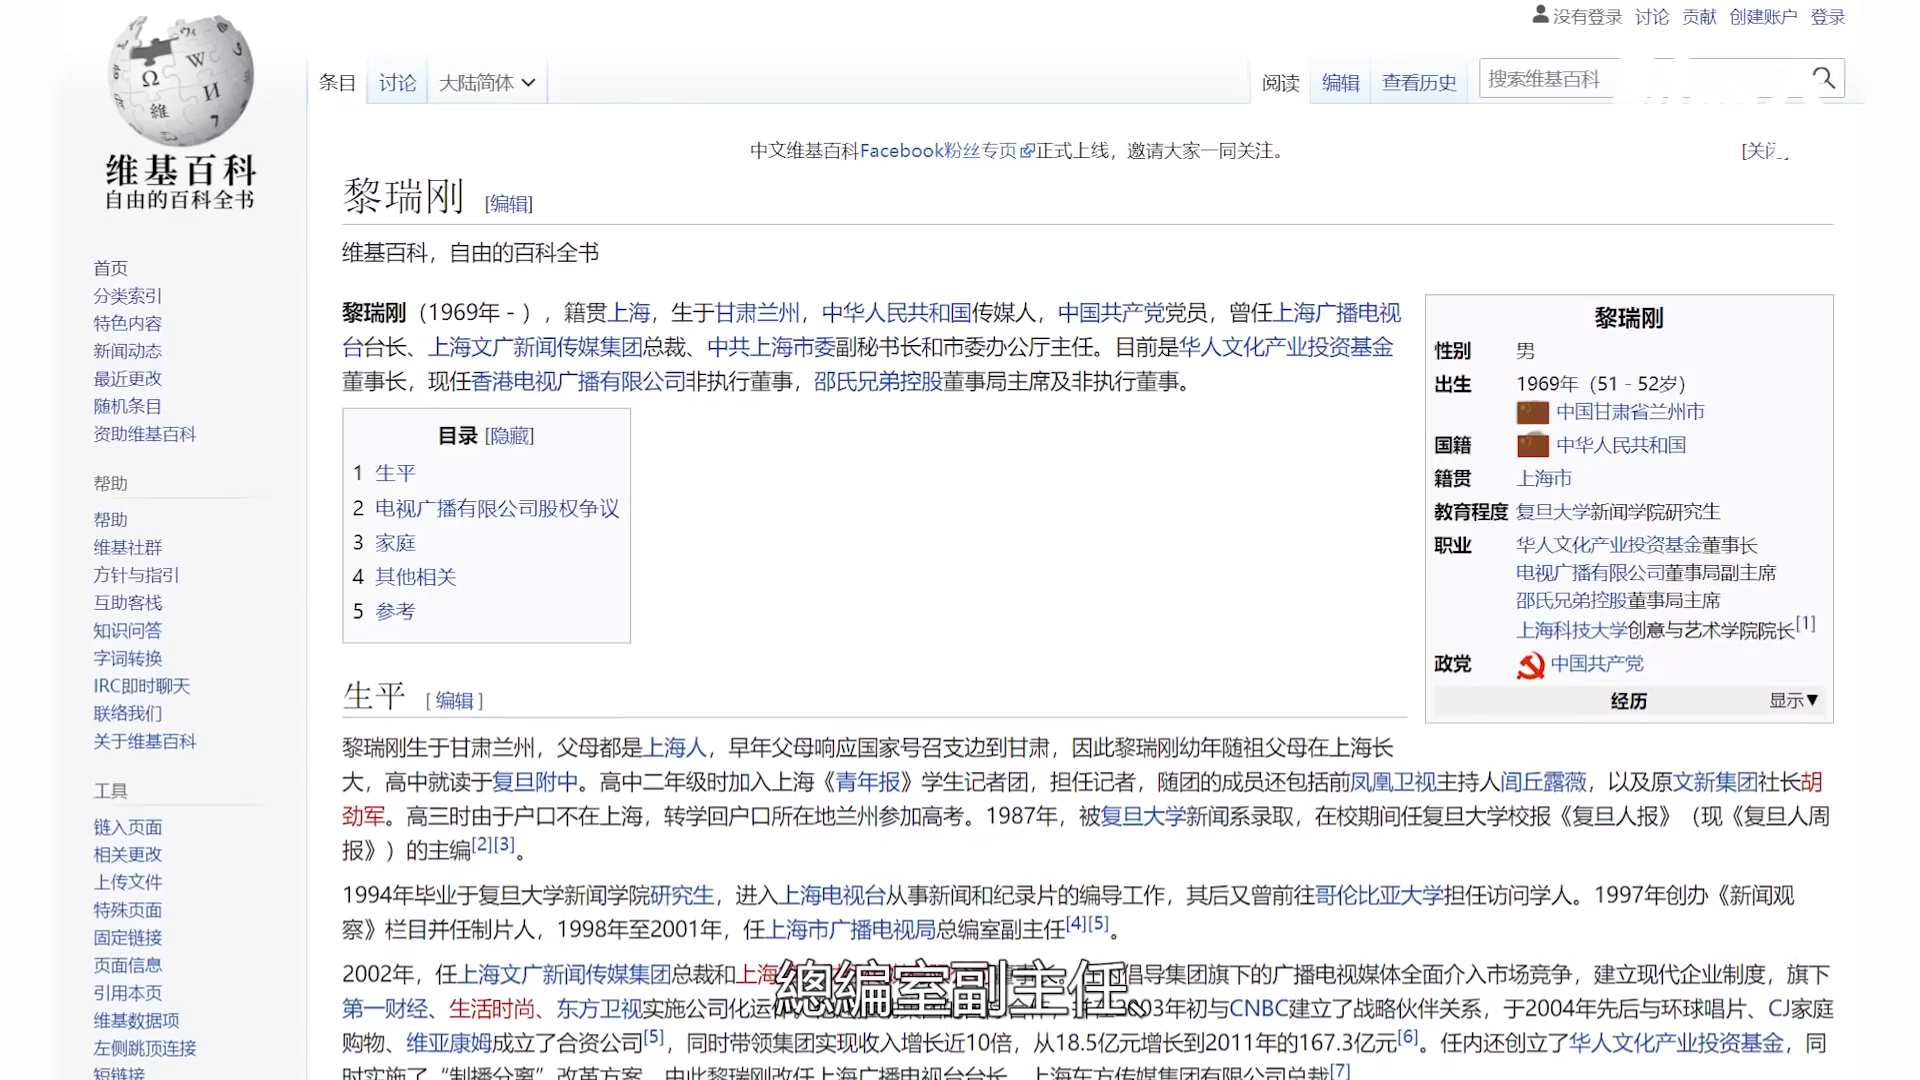 没有登录 讨论 贡献 创建账户 登录
条目 讨论 大陆简体 阅读 编辑 查看历史 搜索维基百科
维基百科
自由的百科全书
中文维基百科Facebook粉丝专页正式上线，邀请大家一同关注。
黎瑞刚 [编辑]
维基百科，自由的百科全书
首页
分类索引
特色内容
新闻动态
最近更改
随机条目
资助维基百科
帮助
帮助
维基社群
方针与指引
互助客栈
知识问答
字词转换
IRC即时聊天
联络我们
关于维基百科
工具
链入页面
相关更改
上传文件
特殊页面
固定链接
页面信息
引用本页
维基数据项
左侧跳顶连接
短链接
黎瑞刚（1969年 - ），籍贯上海，生于甘肃兰州，中华人民共和国传媒人，中国共产党党员，曾任上海广播电视
台台长、上海文广新闻传媒集团总裁、中共上海市委副秘书长和市委办公厅主任。目前是华人文化产业投资基金
董事长，现任香港电视广播有限公司非执行董事，邵氏兄弟控股董事局主席及非执行董事。
目录 [隐藏]
1 生平
2 电视广播有限公司股权争议
3 家庭
4 其他相关
5 参考
黎瑞刚
性别 男
出生 1969年（51 - 52岁）
中国甘肃省兰州市
国籍 中华人民共和国
籍贯 上海市
教育程度 复旦大学新闻学院研究生
职业 华人文化产业投资基金董事长
电视广播有限公司董事局副主席
邵氏兄弟控股董事局主席
上海科技大学创意与艺术学院院长[1]
政党 中国共产党
经历 显示▼
生平 [ 编辑 ]
黎瑞刚生于甘肃兰州，父母都是上海人，早年父母响应国家号召支边到甘肃，因此黎瑞刚幼年随祖父母在上海长
大，高中就读于复旦附中。高中二年级时加入上海《青年报》学生记者团，担任记者，随团的成员还包括前凤凰卫视主持人闾丘露薇，以及原文新集团社长胡
劲军。高三时由于户口不在上海，转学回户口所在地兰州参加高考。1987年，被复旦大学新闻系录取，在校期间任复旦大学校报《复旦人报》（现《复旦人周
报》）的主编[2][3]。
1994年毕业于复旦大学新闻学院研究生，进入上海电视台从事新闻和纪录片的编导工作，其后又曾前往哥伦比亚大学担任访问学人。1997年创办《新闻观
察》栏目并任制片人，1998年至2001年，任上海市广播电视局总编室副主任[4][5]。
2002年，任上海文广新闻传媒集团总裁和上海 倡导集团旗下的广播电视媒体全面介入市场竞争，建立现代企业制度，旗下
第一财经、生活时尚、东方卫视实施公司化运 03年初与CNBC建立了战略伙伴关系，于2004年先后与环球唱片、CJ家庭
總編室副主任、
购物、维亚康姆成立了合资公司[5]，同时带领集团实现收入增长近10倍，从18.5亿元增长到2011年的167.3亿元[6]。任内还创立了华人文化产业投资基金，同
时实施了“制播分离”改革方案，由此黎瑞刚改任上海广播电视台台长、上海东方传媒集团有限公司总裁[7]